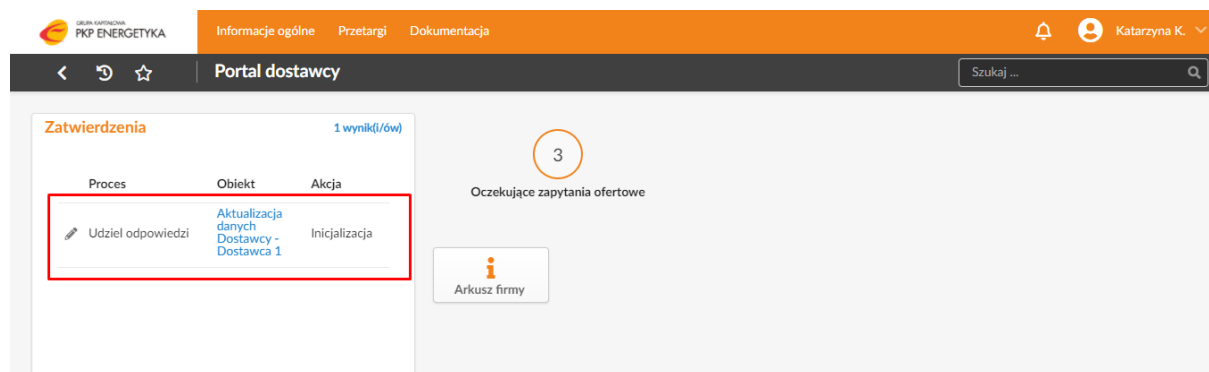 GRUPA KAPITAŁOWA
PKP ENERGETYKA
Informacje ogólne Przetargi Dokumentacja
Katarzyna K.
Portal dostawcy
Szukaj ...
Zatwierdzenia
1 wynik(i/ów)
3
Oczekujące zapytania ofertowe
Proces Obiekt Akcja
Udziel odpowiedzi
Aktualizacja
danych
Dostawcy -
Dostawca 1
Inicjalizacja
Arkusz firmy